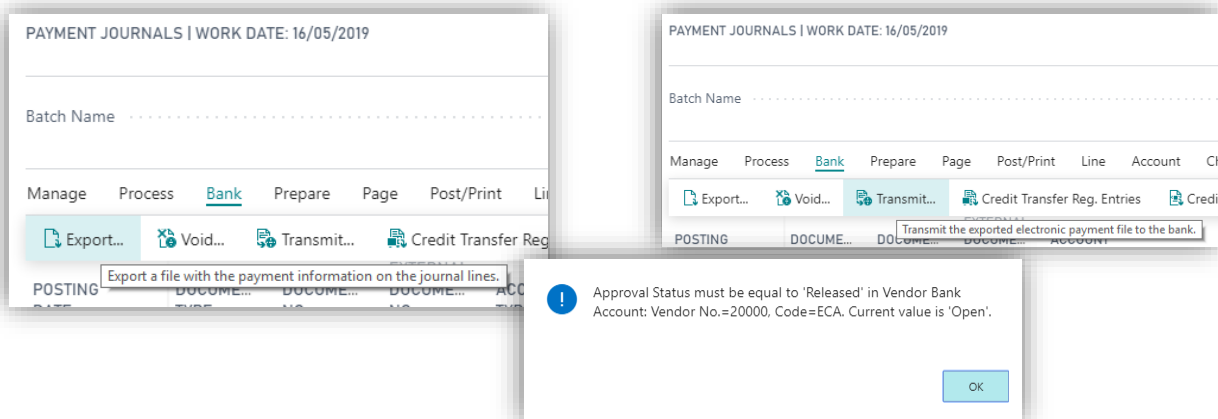 PAYMENT JOURNALS | WORK DATE: 16/05/2019
Batch Name
Manage Process Bank Prepare Page Post/Print
Export... Void... Transmit... Credit Transfer Reg
Export a file with the payment information on the journal lines.
POSTING DOCUME... DOCUME... DOCUME...
PAYMENT JOURNALS | WORK DATE: 16/05/2019
Batch Name
Manage Process Bank Prepare Page Post/Print Line Account
Export... Void... Transmit... Credit Transfer Reg. Entries
Transmit the exported electronic payment file to the bank.
POSTING DOCUME... DOCUME... DOCUME... ACCOUNT
Approval Status must be equal to 'Released' in Vendor Bank
Account: Vendor No.=20000, Code=ECA. Current value is 'Open'.
OK